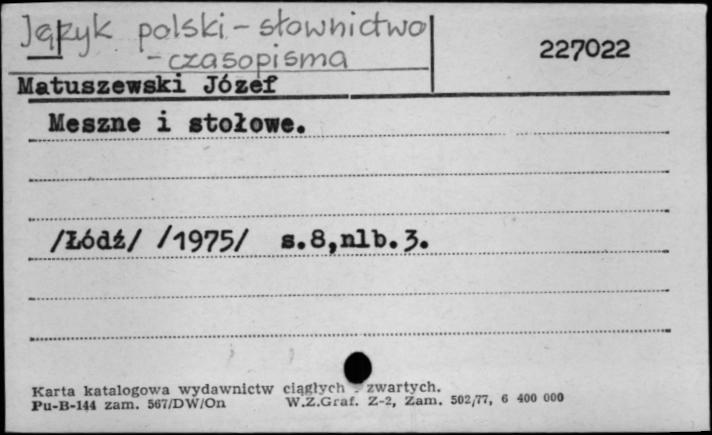 Język polski - słownictwo
- czasopisma
227022
Matuszewski Józef
Meszne i stołowe.
/Łódź/ /1975/ s.8,nlb.3.
Karta katalogowa wydawnictw ciągłych - zwartych.
Pu-B-144 zam. 567/DW/On W.Z.Graf. Z-2, Zam. 502/77, 6 400 000